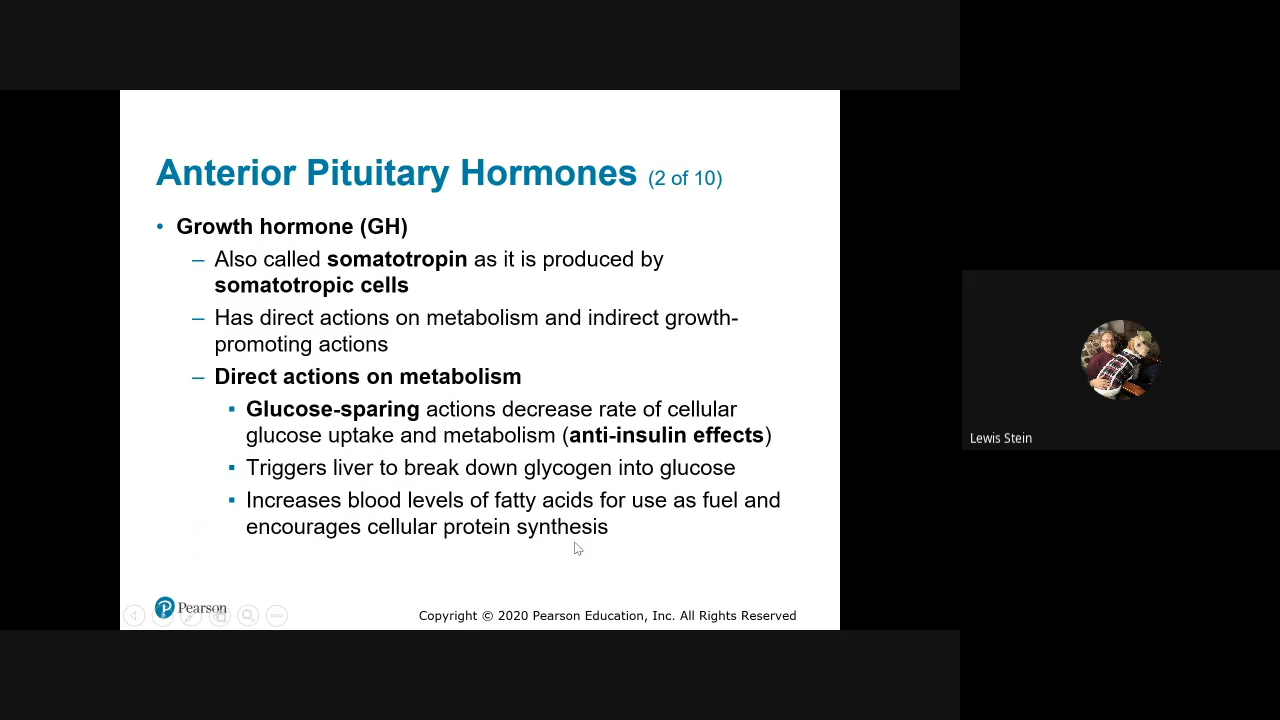 Anterior Pituitary Hormones (2 of 10)
• Growth hormone (GH)
– Also called somatotropin as it is produced by
somatotropic cells
– Has direct actions on metabolism and indirect growth-
promoting actions
– Direct actions on metabolism
▪ Glucose-sparing actions decrease rate of cellular
glucose uptake and metabolism (anti-insulin effects)
▪ Triggers liver to break down glycogen into glucose
▪ Increases blood levels of fatty acids for use as fuel and
encourages cellular protein synthesis
Pearson
Copyright © 2020 Pearson Education, Inc. All Rights Reserved
Lewis Stein